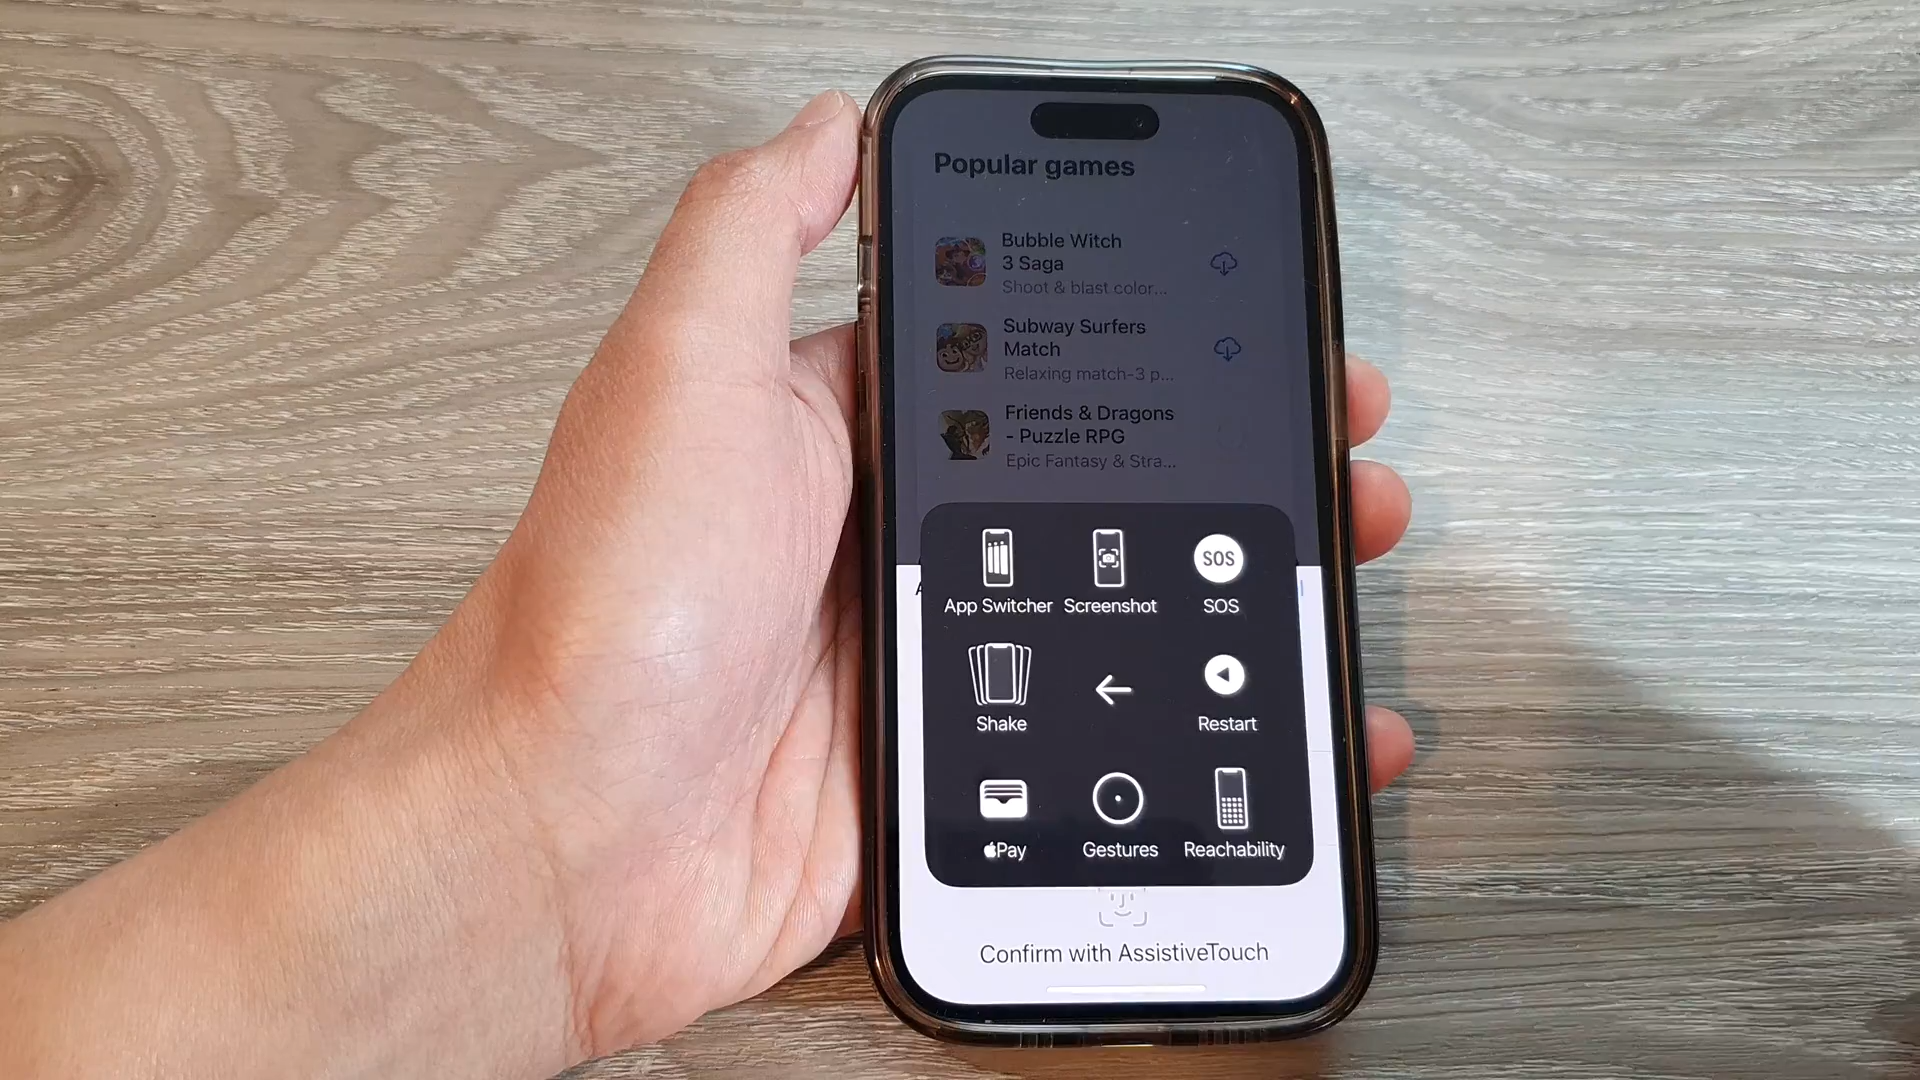 Popular games
Bubble Witch
3 Saga
Shoot & blast color...
Subway Surfers
Match
Relaxing match-3 p...
Friends & Dragons
- Puzzle RPG
Epic Fantasy & Stra...
App Switcher
Screenshot
SOS
SOS
Shake
Restart
Pay
Gestures
Reachability
Confirm with AssistiveTouch